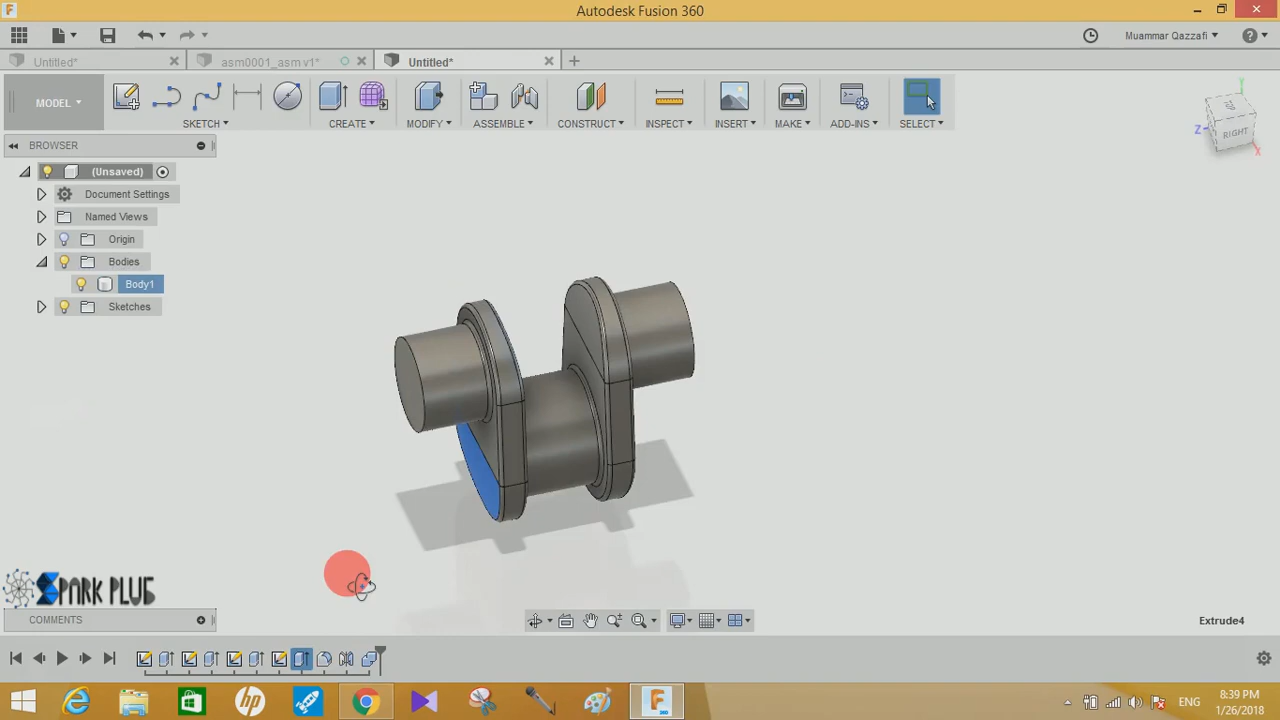 Autodesk Fusion 360
Muammar Qazzafi
Untitled*
asm0001_asm v1*
Untitled*
MODEL
SKETCH
CREATE
MODIFY
ASSEMBLE
CONSTRUCT
INSPECT
INSERT
MAKE
ADD-INS
SELECT
BROWSER
(Unsaved)
Document Settings
Named Views
Origin
Bodies
Body1
Sketches
Z
RIGHT
X
SPARK PLUG
COMMENTS
Extrude4
ENG
8:39 PM
1/26/2018